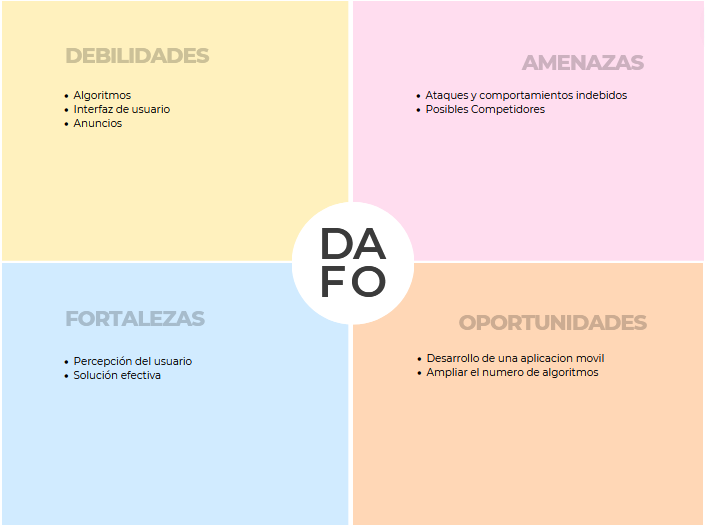 DEBILIDADES
• Algoritmos
• Interfaz de usuario
• Anuncios
AMENAZAS
• Ataques y comportamientos indebidos
• Posibles Competidores
DA
FO
FORTALEZAS
• Percepción del usuario
• Solución efectiva
OPORTUNIDADES
• Desarrollo de una aplicacion movil
• Ampliar el numero de algoritmos